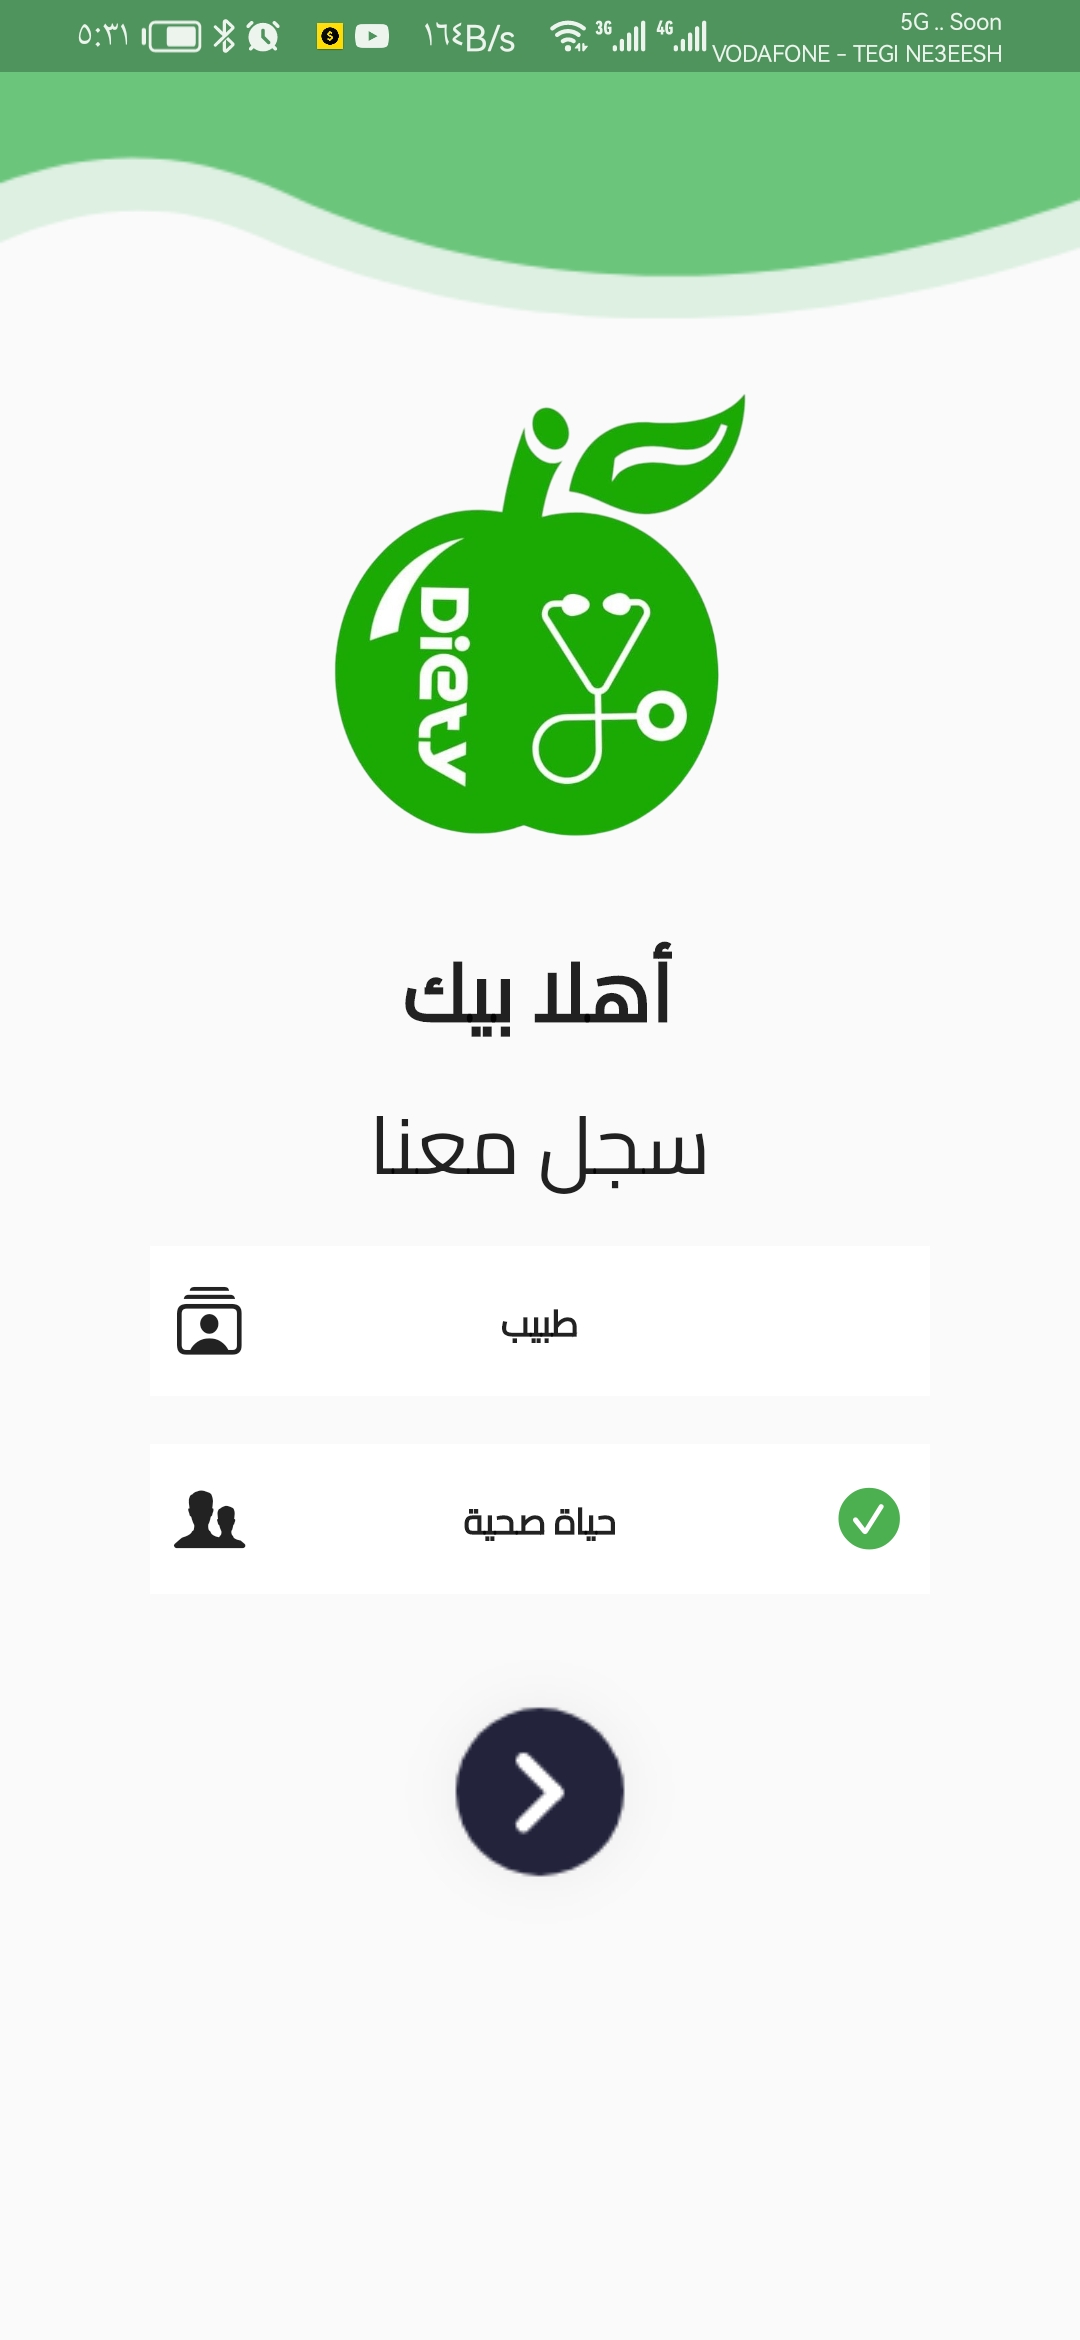 5G .. Soon
VODAFONE - TEGI NE3EESH
4G
3G
١٦٤B/s
٥:٣١
Diety
أهلا بيك
سجل معنا
طبيب
حياة صحية